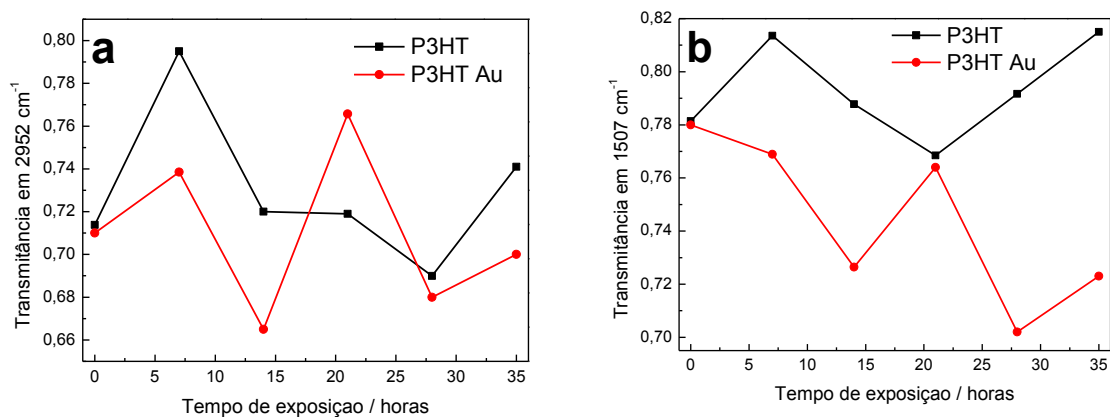 a
P3HT
P3HT Au
0,80
0,78
0,76
0,74
0,72
0,70
0,68
0,66
Transmitância em 2952 cm⁻¹
0 5 10 15 20 25 30 35
Tempo de exposiçao / horas
b
P3HT
P3HT Au
0,82
0,80
0,78
0,76
0,74
0,72
0,70
Transmitância em 1507 cm⁻¹
0 5 10 15 20 25 30 35
Tempo de exposiçao / horas